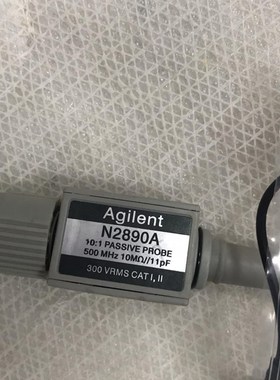 Agilent
N2890A
10:1 PASSIVE PROBE
500 MHz 10MΩ//11pF
300 VRMS CAT I, II